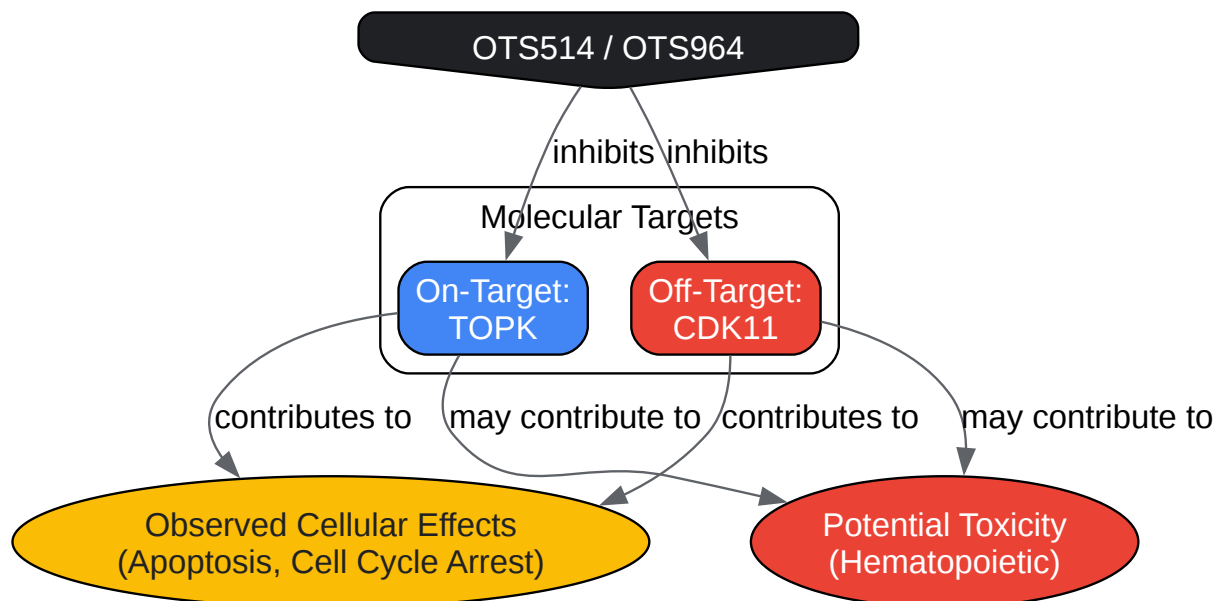 OTS514 / OTS964
inhibits inhibits
Molecular Targets
On-Target:
TOPK
Off-Target:
CDK11
contributes to
may contribute to
contributes to
may contribute to
Observed Cellular Effects
(Apoptosis, Cell Cycle Arrest)
Potential Toxicity
(Hematopoietic)